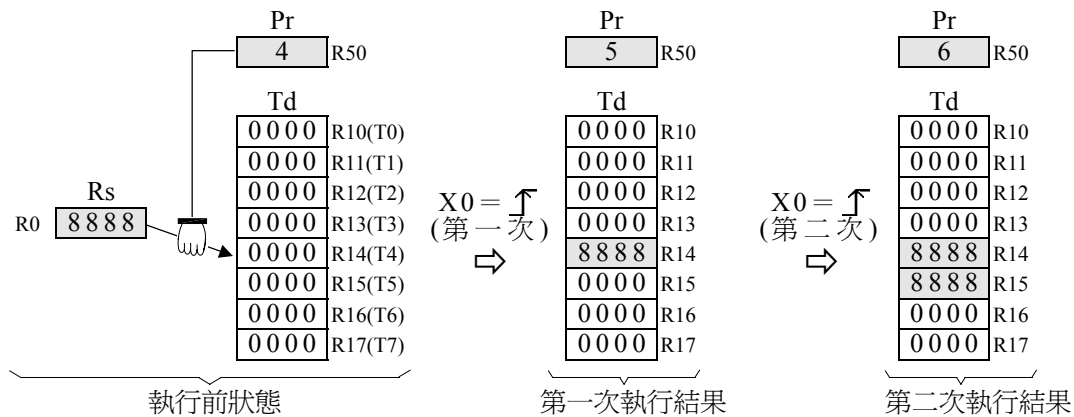 Pr
4 R50
Td
0000 R10(T0)
0000 R11(T1)
0000 R12(T2)
0000 R13(T3)
0000 R14(T4)
0000 R15(T5)
0000 R16(T6)
0000 R17(T7)
Rs
R0 8888
執行前狀態
X0=
(第一次)
Pr
5 R50
Td
0000 R10
0000 R11
0000 R12
0000 R13
8888 R14
0000 R15
0000 R16
0000 R17
第一次執行結果
X0=
(第二次)
Pr
6 R50
Td
0000 R10
0000 R11
0000 R12
0000 R13
8888 R14
8888 R15
0000 R16
0000 R17
第二次執行結果